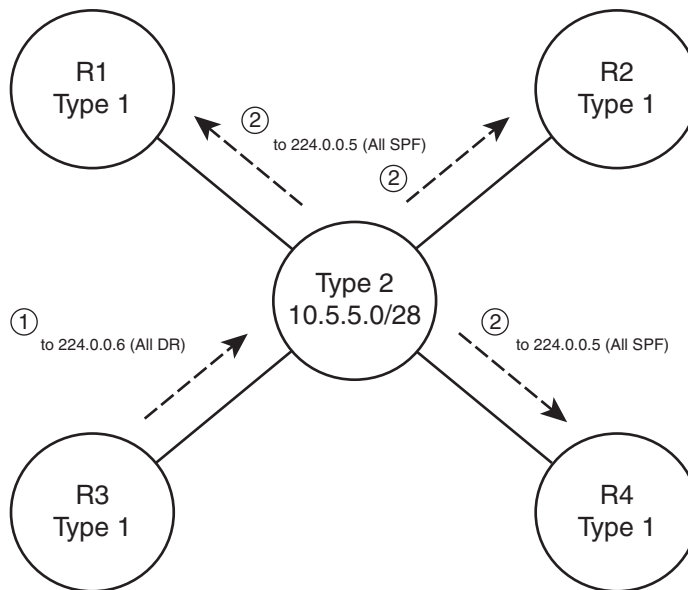 R1
Type 1
R2
Type 1
②
to 224.0.0.5 (All SPF)
②
Type 2
10.5.5.0/28
①
to 224.0.0.6 (All DR)
②
to 224.0.0.5 (All SPF)
R3
Type 1
R4
Type 1